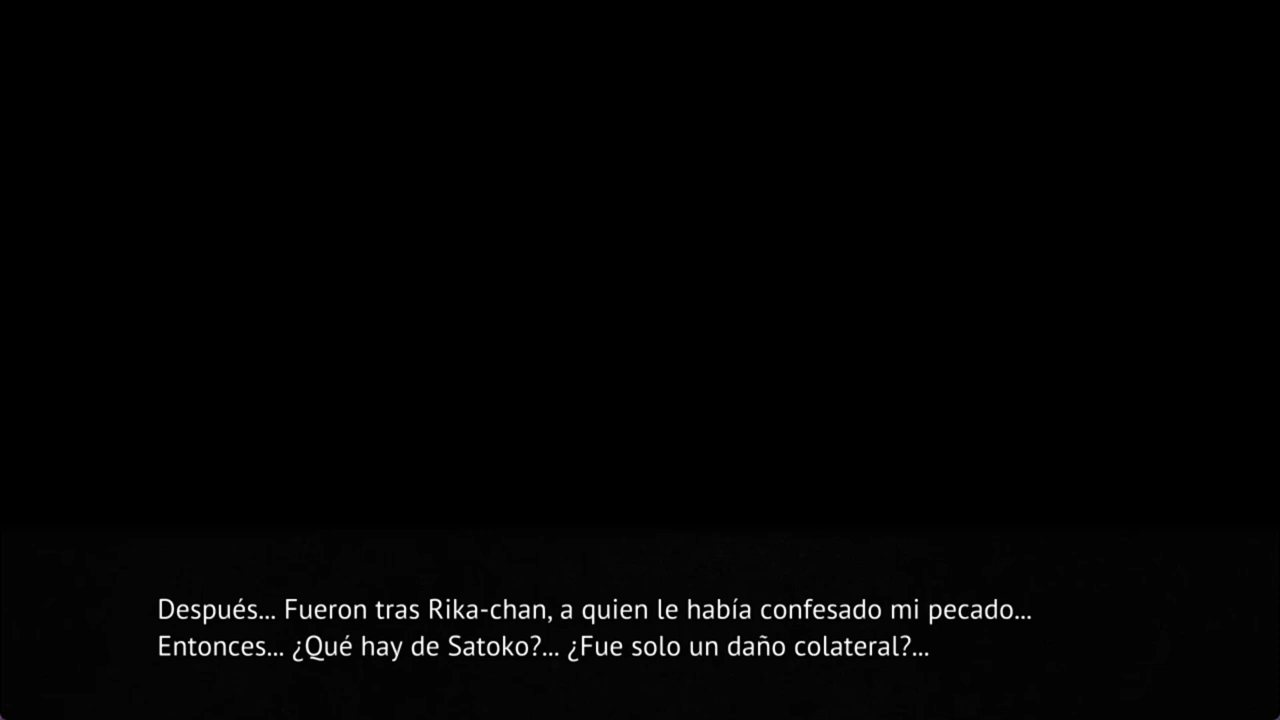 Después... Fueron tras Rika-chan, a quien le había confesado mi pecado...
Entonces... ¿Qué hay de Satoko?... ¿Fue solo un daño colateral?...